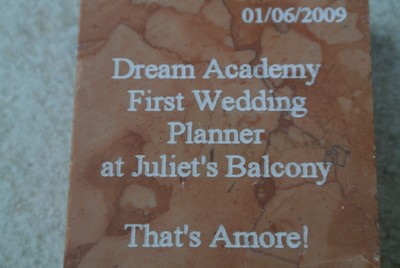 01/06/2009
Dream Academy
First Wedding
Planner
at Juliet's Balcony
That's Amore!